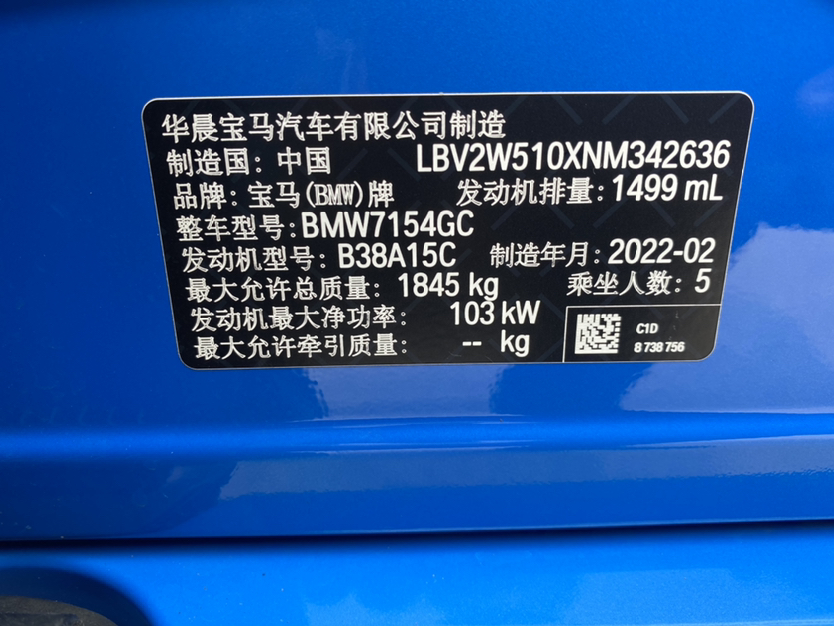 华晨宝马汽车有限公司制造
制造国: 中国 LBV2W510XNM342636
品牌: 宝马(BMW)牌 发动机排量: 1499 mL
整车型号: BMW7154GC
发动机型号: B38A15C 制造年月: 2022-02
最大允许总质量: 1845 kg 乘坐人数: 5
发动机最大净功率: 103 kW
最大允许牵引质量: -- kg
C1D
8 738 756